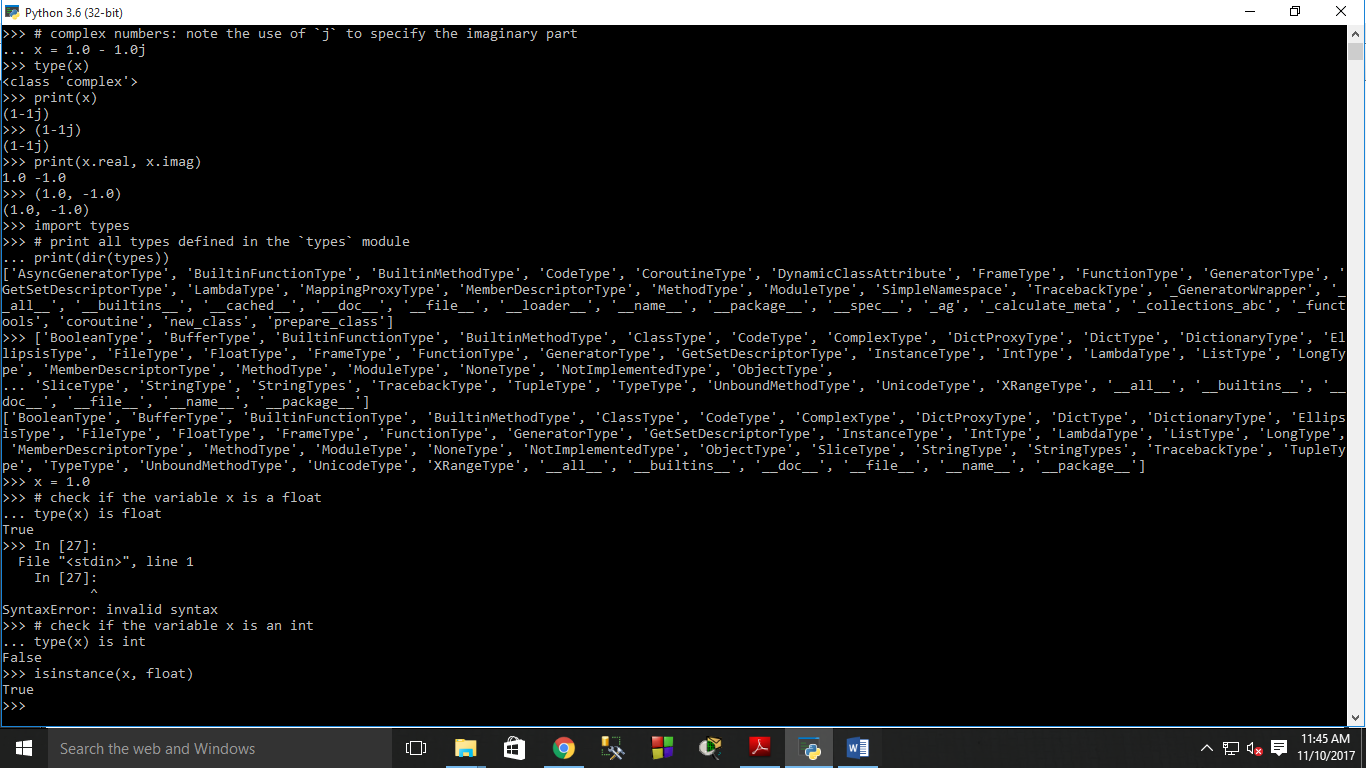 Python 3.6 (32-bit)
>>> # complex numbers: note the use of `j` to specify the imaginary part
... x = 1.0 - 1.0j
>>> type(x)
<class 'complex'>
>>> print(x)
(1-1j)
>>> (1-1j)
(1-1j)
>>> print(x.real, x.imag)
1.0 -1.0
>>> (1.0, -1.0)
(1.0, -1.0)
>>> import types
>>> # print all types defined in the `types` module
... print(dir(types))
['AsyncGeneratorType', 'BuiltinFunctionType', 'BuiltinMethodType', 'CodeType', 'CoroutineType', 'DynamicClassAttribute', 'FrameType', 'FunctionType', 'GeneratorType', '
GetSetDescriptorType', 'LambdaType', 'MappingProxyType', 'MemberDescriptorType', 'MethodType', 'ModuleType', 'SimpleNamespace', 'TracebackType', '_GeneratorWrapper', '_
_all__', '__builtins__', '__cached__', '__doc__', '__file__', '__loader__', '__name__', '__package__', '__spec__', '_ag', '_calculate_meta', '_collections_abc', '_funct
ools', 'coroutine', 'new_class', 'prepare_class']
>>> ['BooleanType', 'BufferType', 'BuiltinFunctionType', 'BuiltinMethodType', 'ClassType', 'CodeType', 'ComplexType', 'DictProxyType', 'DictType', 'DictionaryType', 'El
lipsisType', 'FileType', 'FloatType', 'FrameType', 'FunctionType', 'GeneratorType', 'GetSetDescriptorType', 'InstanceType', 'IntType', 'LambdaType', 'ListType', 'LongTy
pe', 'MemberDescriptorType', 'MethodType', 'ModuleType', 'NoneType', 'NotImplementedType', 'ObjectType',
... 'SliceType', 'StringType', 'StringTypes', 'TracebackType', 'TupleType', 'TypeType', 'UnboundMethodType', 'UnicodeType', 'XRangeType', '__all__', '__builtins__', '__
doc__', '__file__', '__name__', '__package__']
['BooleanType', 'BufferType', 'BuiltinFunctionType', 'BuiltinMethodType', 'ClassType', 'CodeType', 'ComplexType', 'DictProxyType', 'DictType', 'DictionaryType', 'Ellips
isType', 'FileType', 'FloatType', 'FrameType', 'FunctionType', 'GeneratorType', 'GetSetDescriptorType', 'InstanceType', 'IntType', 'LambdaType', 'ListType', 'LongType',
'MemberDescriptorType', 'MethodType', 'ModuleType', 'NoneType', 'NotImplementedType', 'ObjectType', 'SliceType', 'StringType', 'StringTypes', 'TracebackType', 'TupleTy
pe', 'TypeType', 'UnboundMethodType', 'UnicodeType', 'XRangeType', '__all__', '__builtins__', '__doc__', '__file__', '__name__', '__package__']
>>> x = 1.0
>>> # check if the variable x is a float
... type(x) is float
True
>>> In [27]:
  File "<stdin>", line 1
    In [27]:
           ^
SyntaxError: invalid syntax
>>> # check if the variable x is an int
... type(x) is int
False
>>> isinstance(x, float)
True
>>>
Search the web and Windows
11:45 AM
11/10/2017